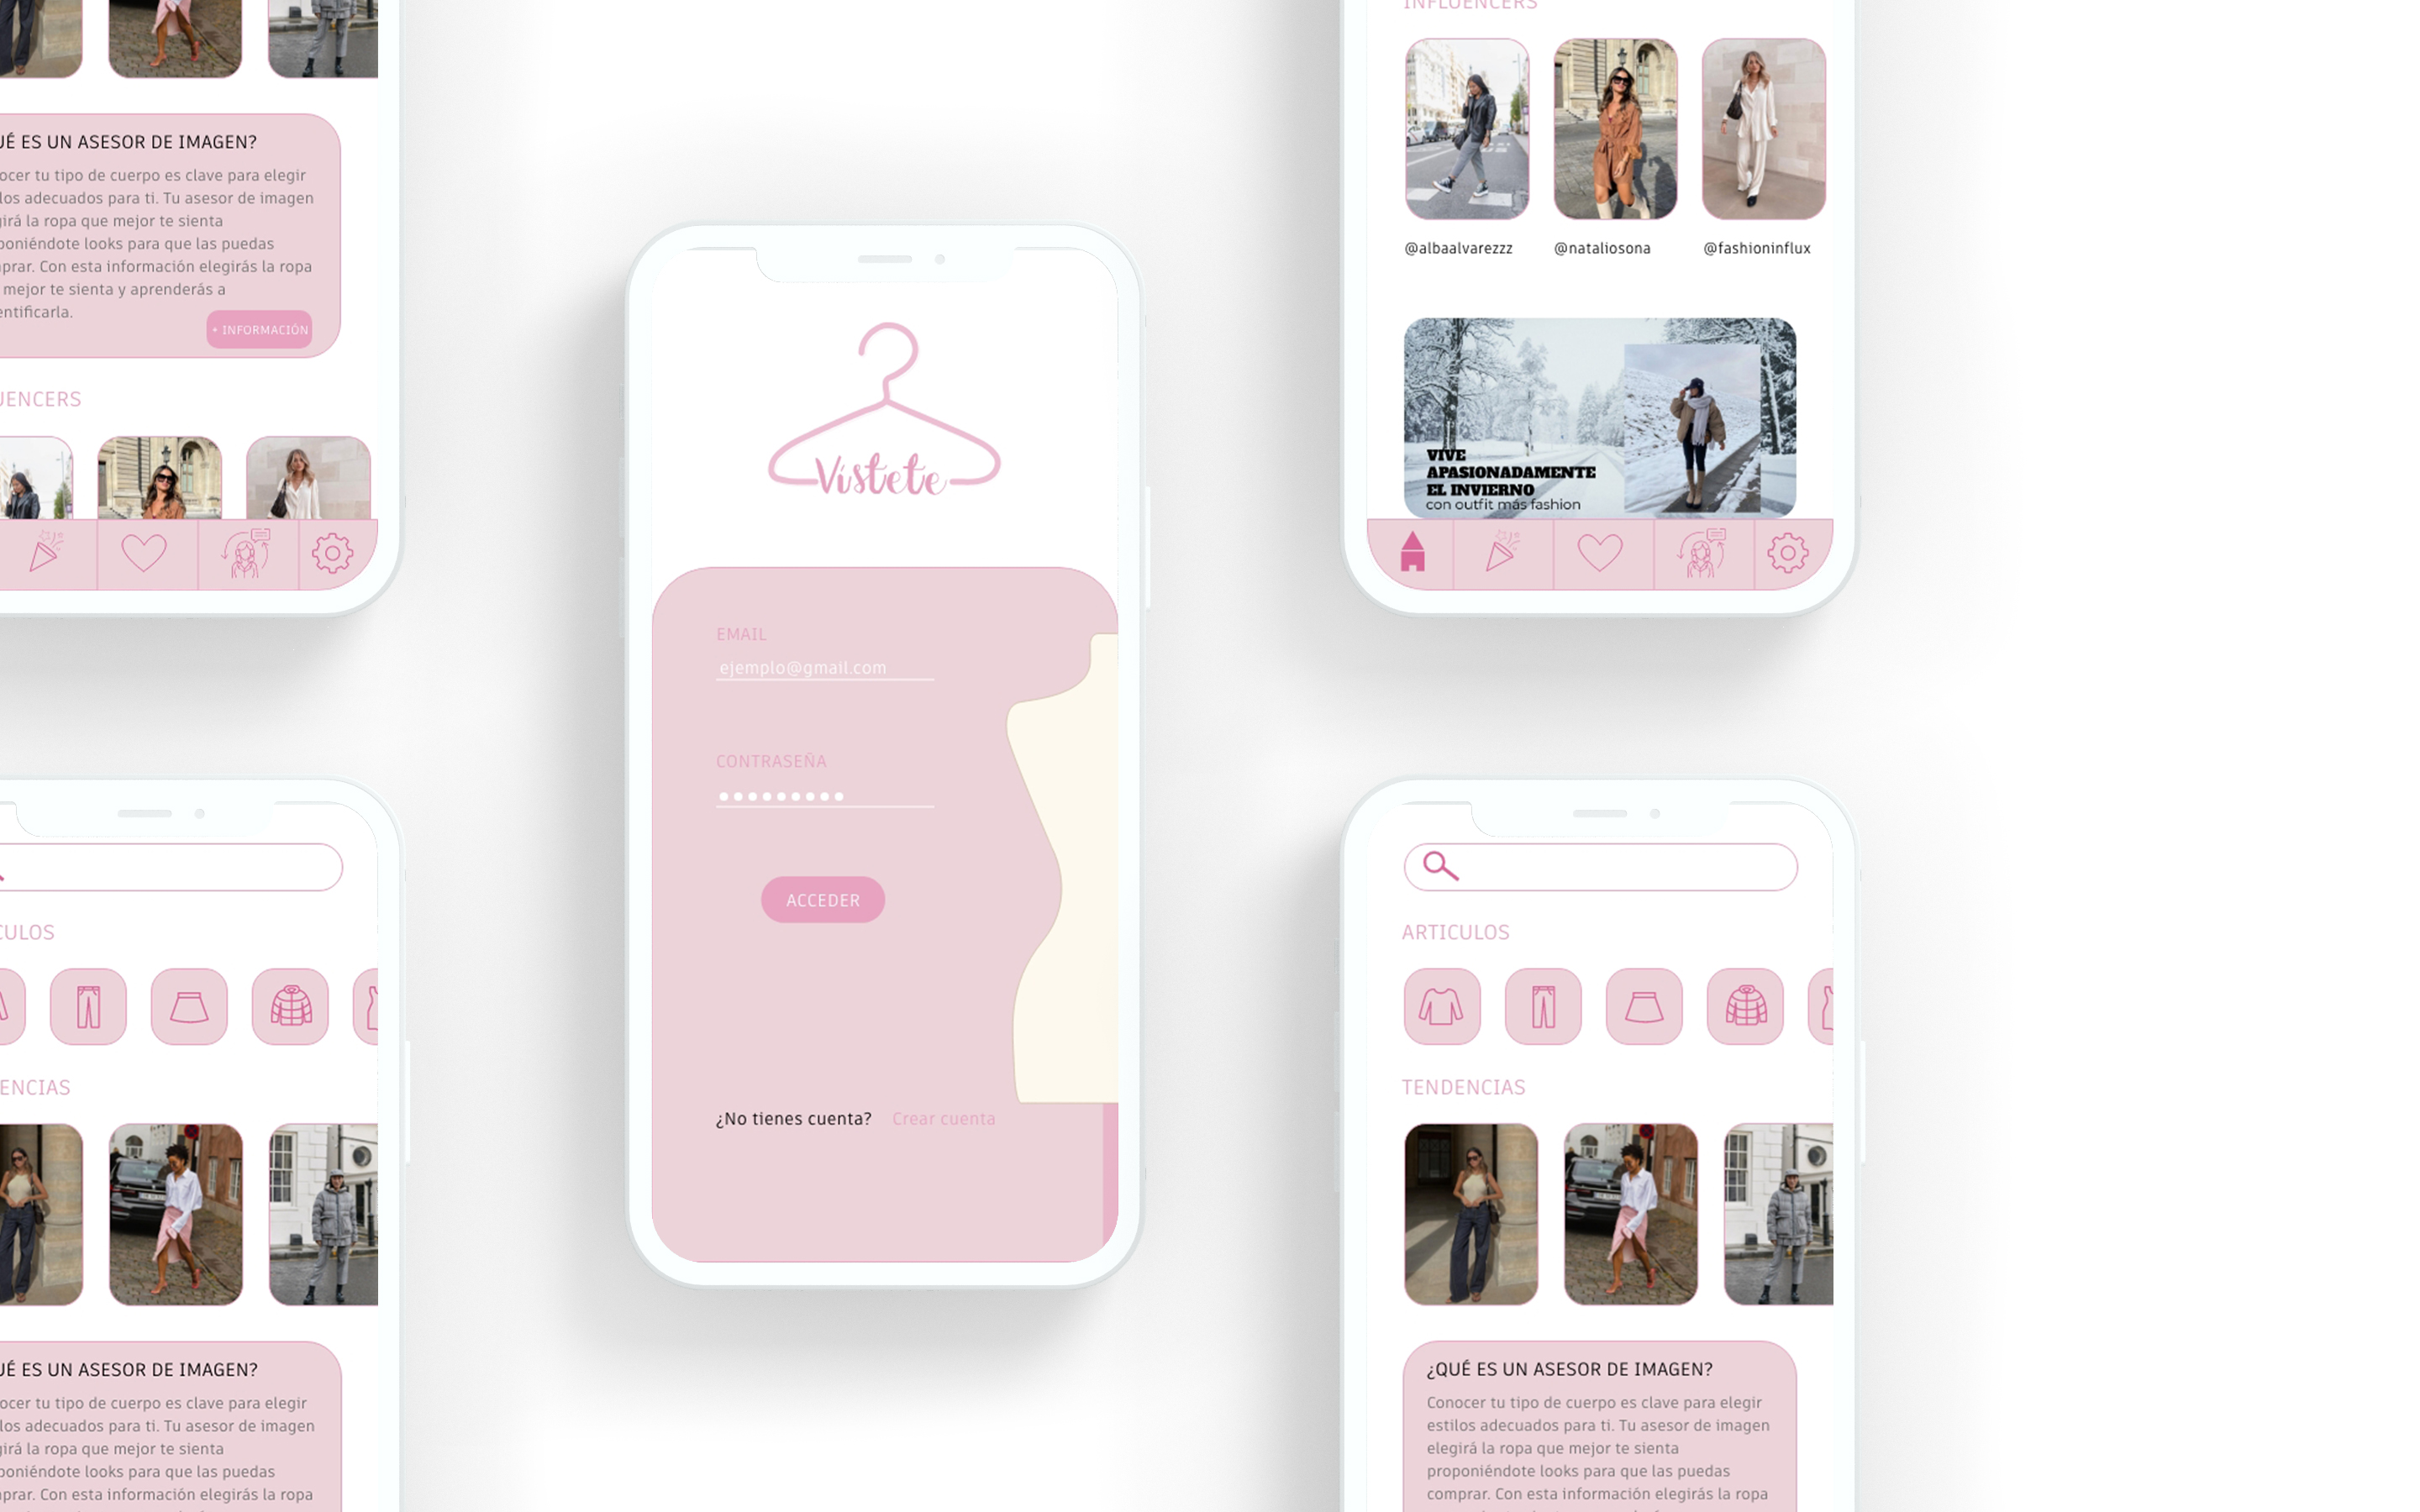 UÉ ES UN ASESOR DE IMAGEN?
ocer tu tipo de cuerpo es clave para elegir
los adecuados para ti. Tu asesor de imagen
girá la ropa que mejor te sienta
poniéndote looks para que las puedas
prar. Con esta información elegirás la ropa
mejor te sienta y aprenderás a
entificarla.
+ INFORMACIÓN
UENCERS
CULOS
ENCIAS
UÉ ES UN ASESOR DE IMAGEN?
ocer tu tipo de cuerpo es clave para elegir
los adecuados para ti. Tu asesor de imagen
girá la ropa que mejor te sienta
poniéndote looks para que las puedas
prar. Con esta información elegirás la ropa
Vístete
EMAIL
ejemplo@gmail.com
CONTRASEÑA
ACCEDER
¿No tienes cuenta? Crear cuenta
INFLUENCERS
@albaalvarezzz @nataliosona @fashioninflux
VIVE
APASIONADAMENTE
EL INVIERNO
con outfit más fashion
ARTICULOS
TENDENCIAS
¿QUÉ ES UN ASESOR DE IMAGEN?
Conocer tu tipo de cuerpo es clave para elegir
estilos adecuados para ti. Tu asesor de imagen
elegirá la ropa que mejor te sienta
proponiéndote looks para que las puedas
comprar. Con esta información elegirás la ropa